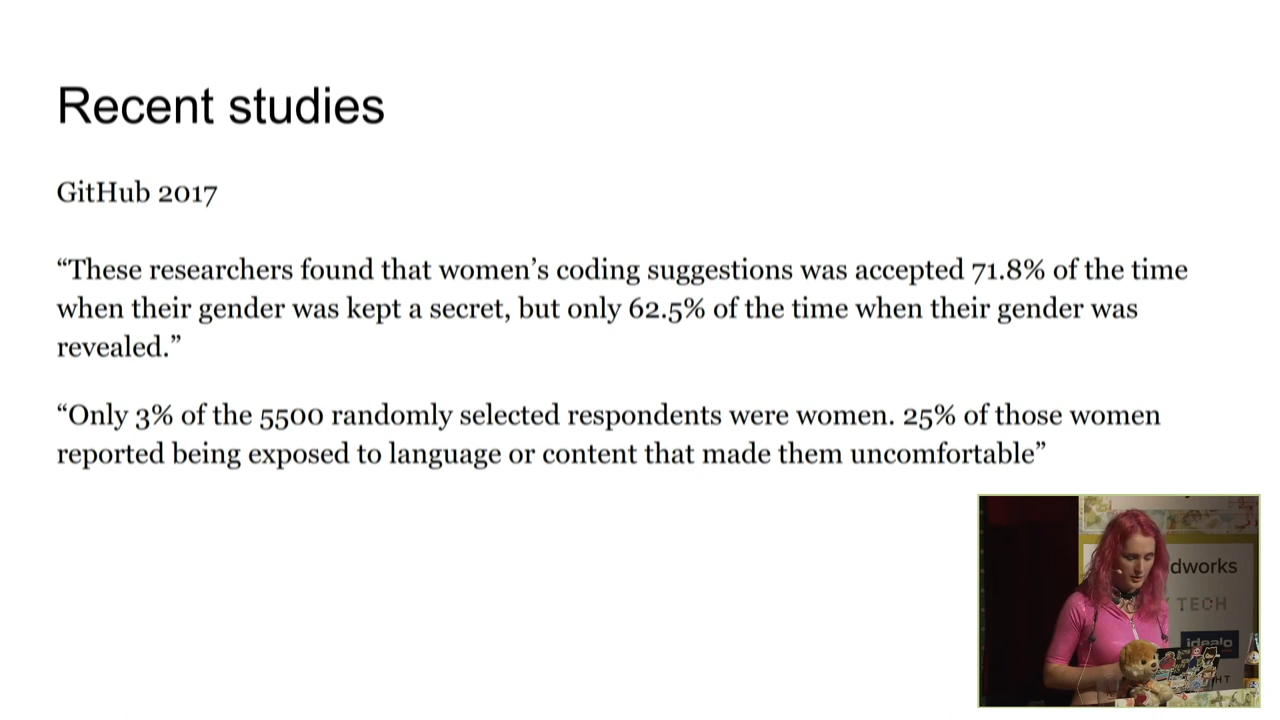 Recent studies
GitHub 2017
“These researchers found that women’s coding suggestions was accepted 71.8% of the time
when their gender was kept a secret, but only 62.5% of the time when their gender was
revealed.”
“Only 3% of the 5500 randomly selected respondents were women. 25% of those women
reported being exposed to language or content that made them uncomfortable”
dworks
TECH
idealo
HT